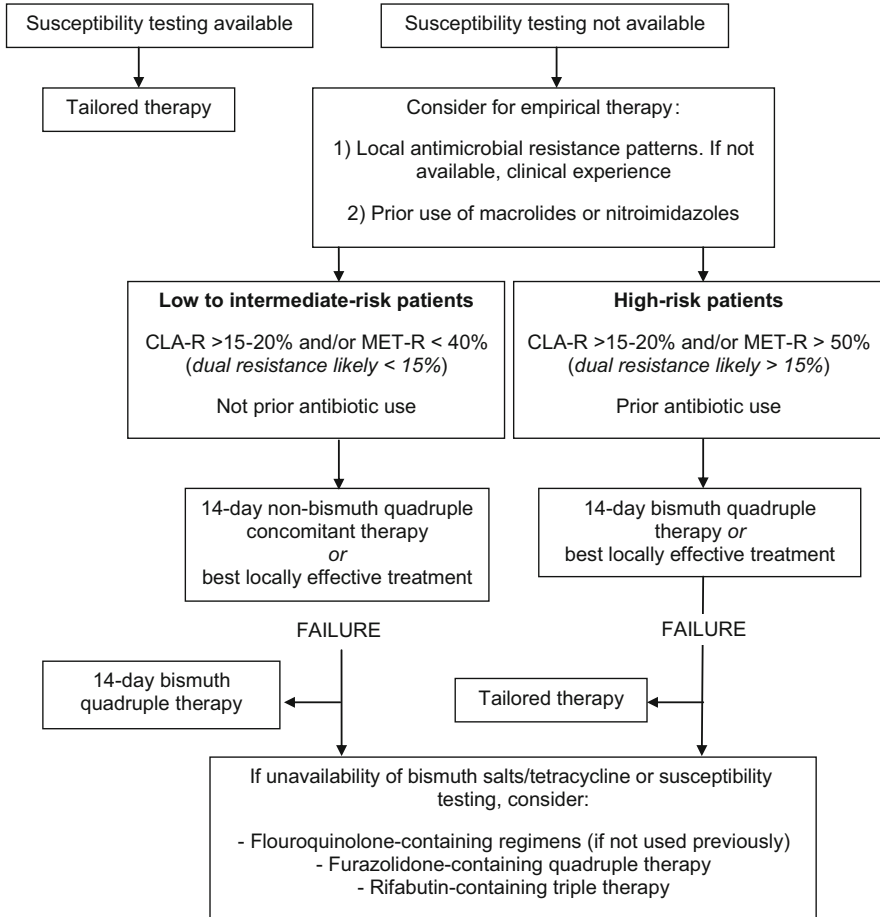 Susceptibility testing available
Susceptibility testing not available
Tailored therapy
Consider for empirical therapy:
1) Local antimicrobial resistance patterns. If not
available, clinical experience
2) Prior use of macrolides or nitroimidazoles
Low to intermediate-risk patients
CLA-R >15-20% and/or MET-R < 40%
(dual resistance likely < 15%)
Not prior antibiotic use
High-risk patients
CLA-R >15-20% and/or MET-R > 50%
(dual resistance likely > 15%)
Prior antibiotic use
14-day non-bismuth quadruple
concomitant therapy
or
best locally effective treatment
14-day bismuth quadruple
therapy or
best locally effective treatment
FAILURE
FAILURE
14-day bismuth
quadruple therapy
Tailored therapy
If unavailability of bismuth salts/tetracycline or susceptibility
testing, consider:
- Flouroquinolone-containing regimens (if not used previously)
- Furazolidone-containing quadruple therapy
- Rifabutin-containing triple therapy